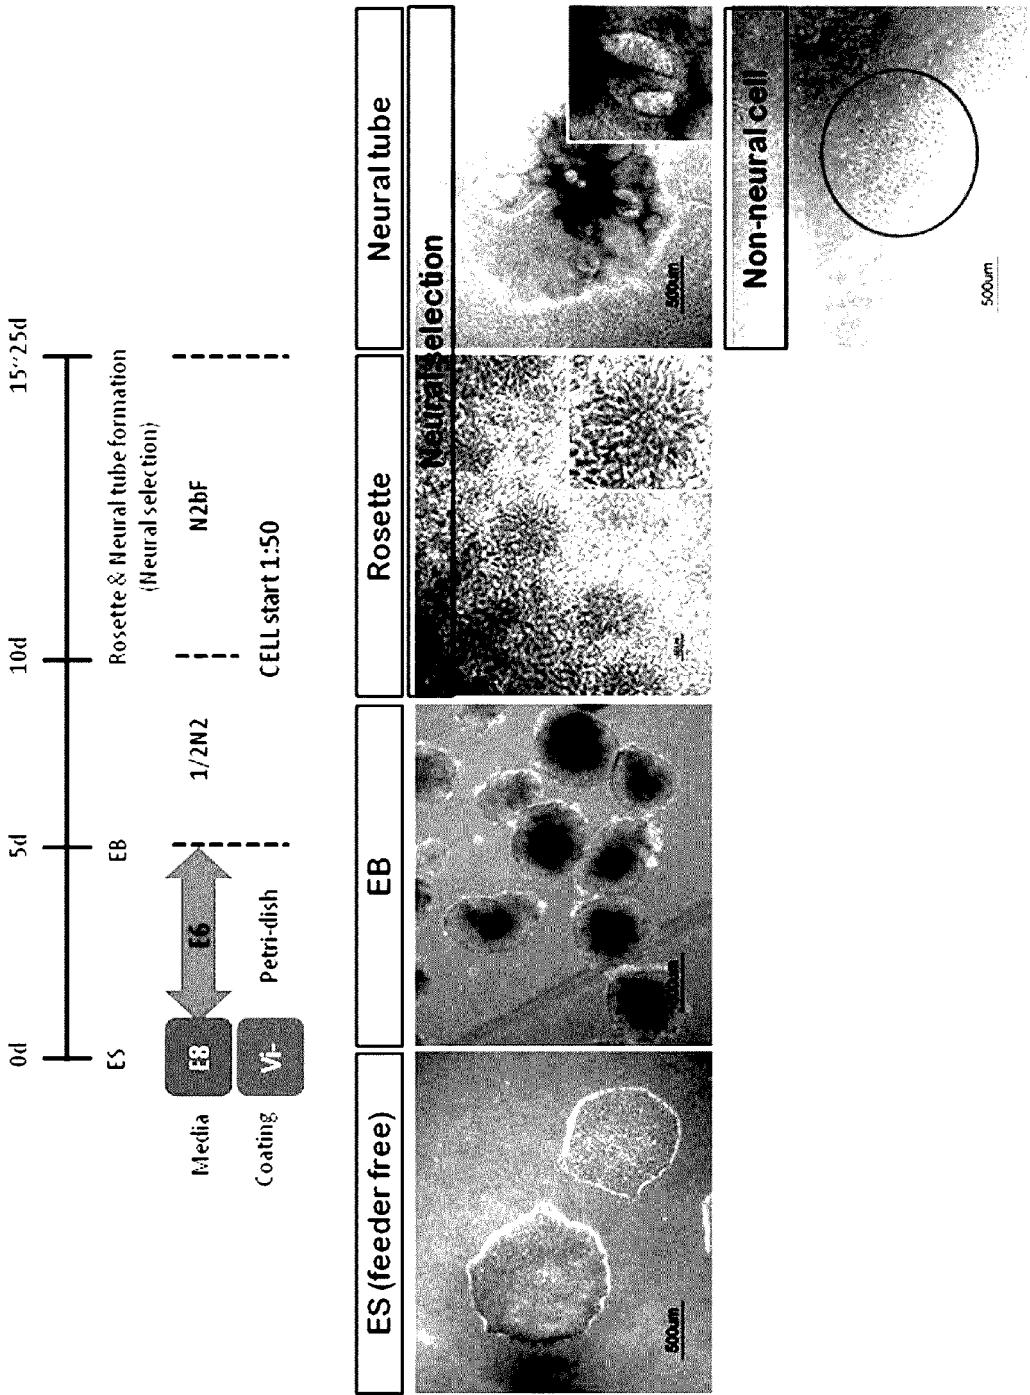 0d
5d
10d
15~25d
ES
EB
Rosette & Neural tube formation
(Neural selection)
Media
E8
E6
1/2N2
N2bF
Coating
Vi-
Petri-dish
CELL start 1:50
ES (feeder free)
EB
Rosette
Neural tube
Neural selection
500um
500um
Non-neural cell
500um